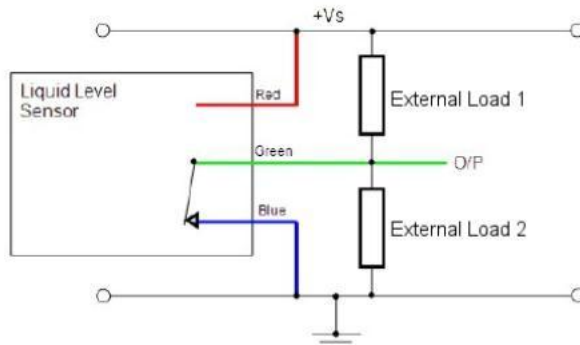 +Vs
Liquid Level
Sensor
Red
External Load 1
Green
O/P
Blue
External Load 2